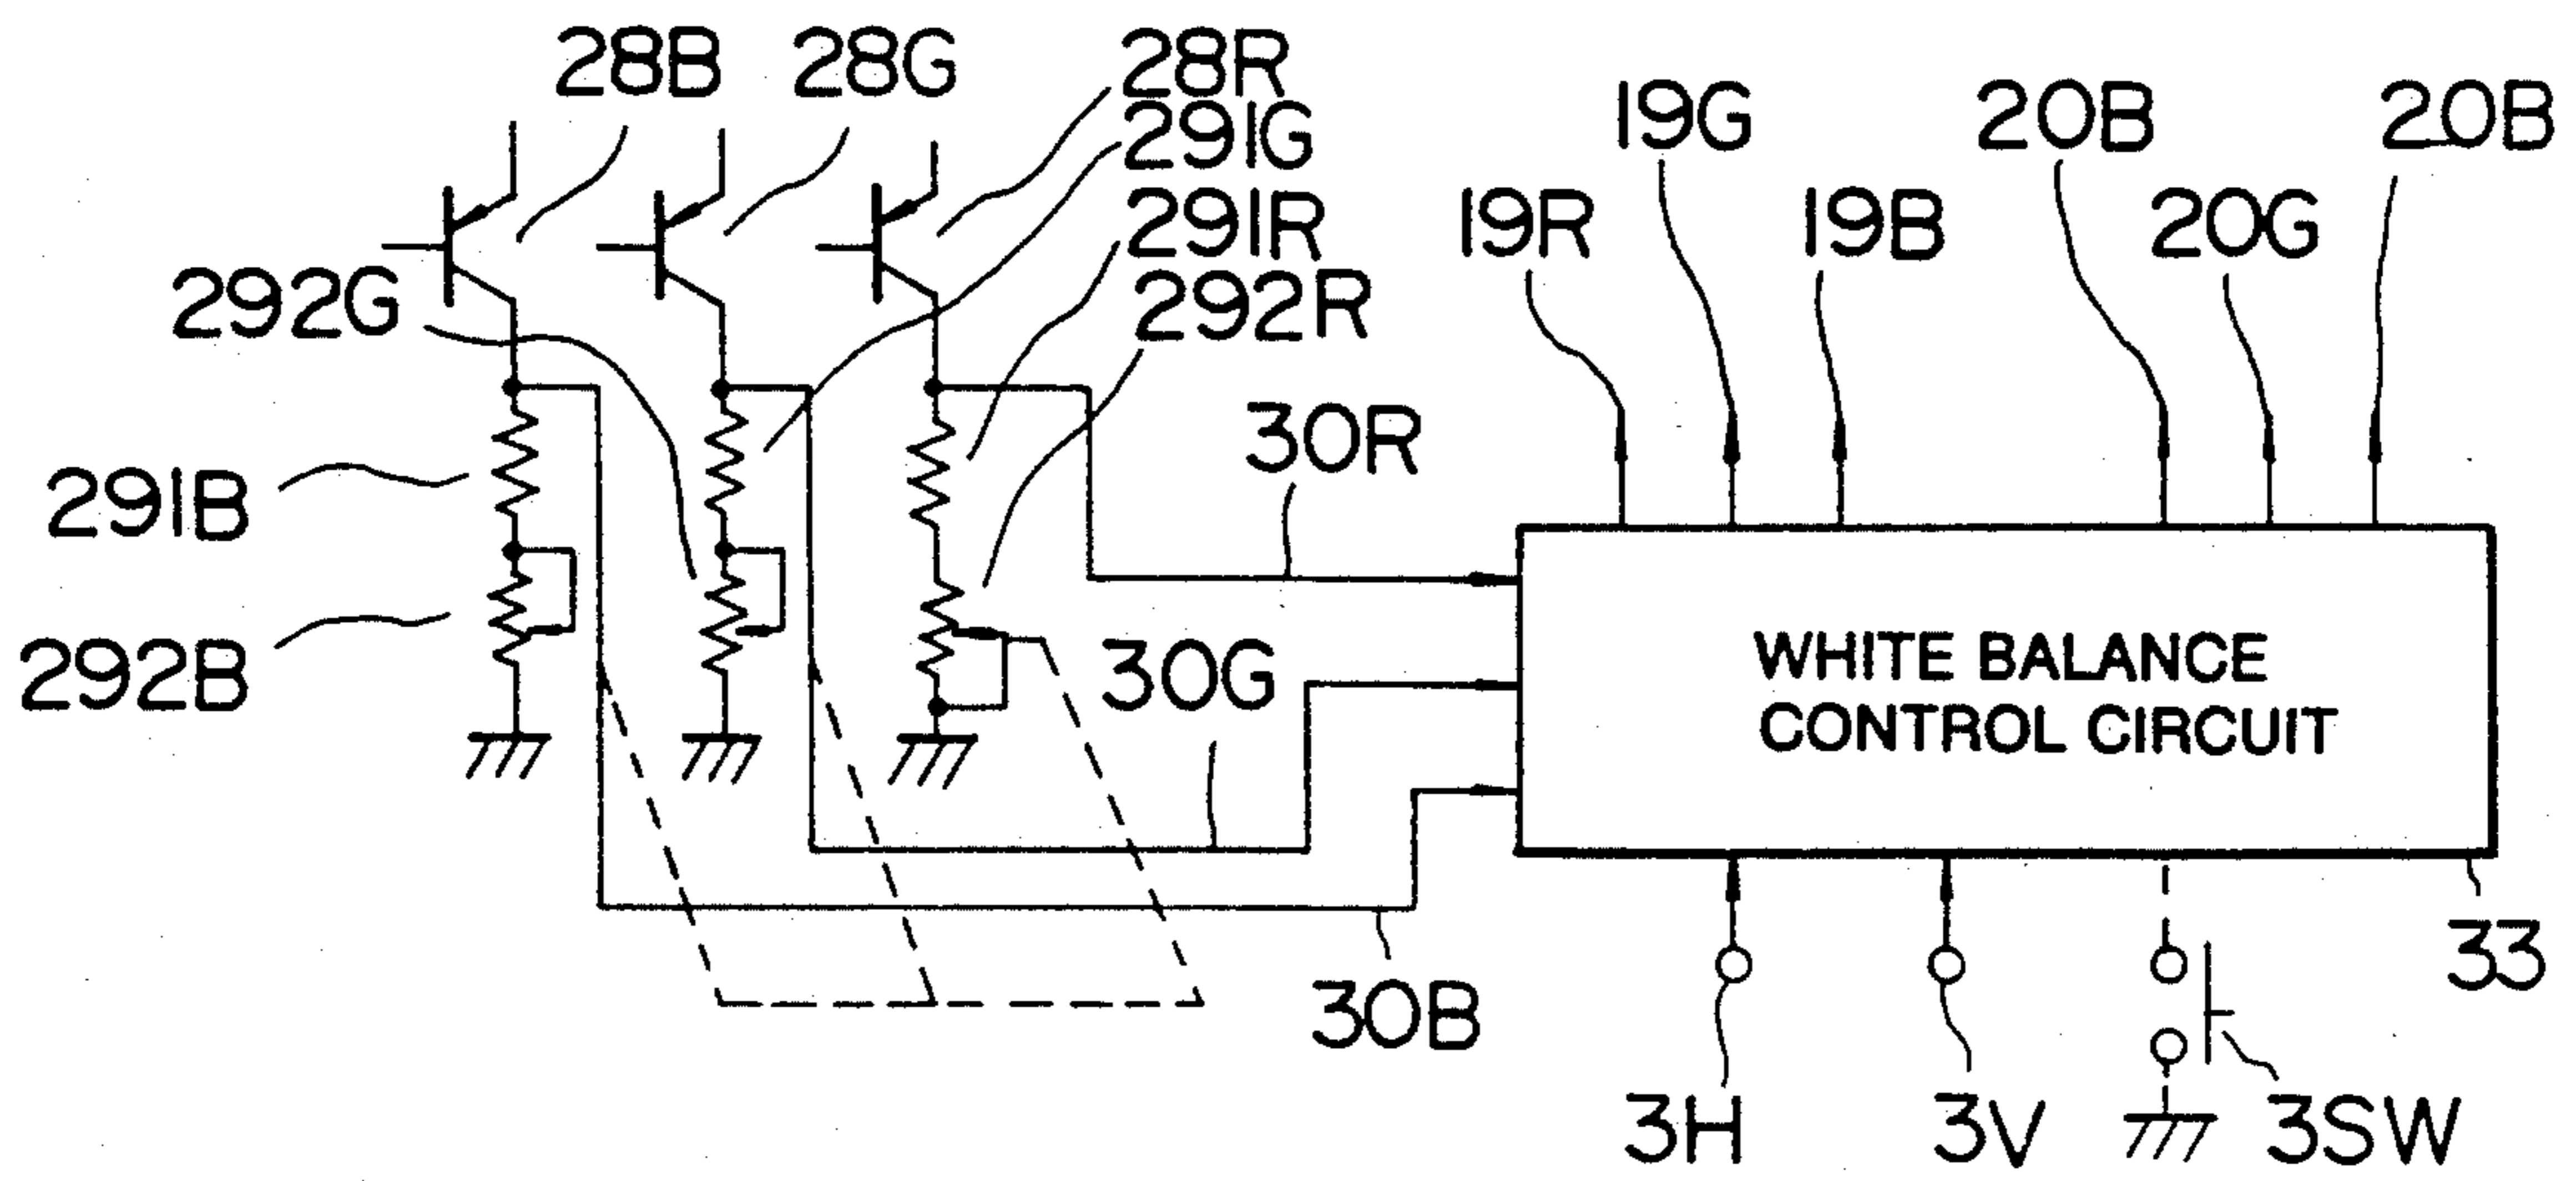 28B
28G
28R
291G
291R
292R
292G
291B
292B
30R
30G
30B
19R
19G
19B
20B
20G
20B
WHITE BALANCE
CONTROL CIRCUIT
33
3H
3V
3SW